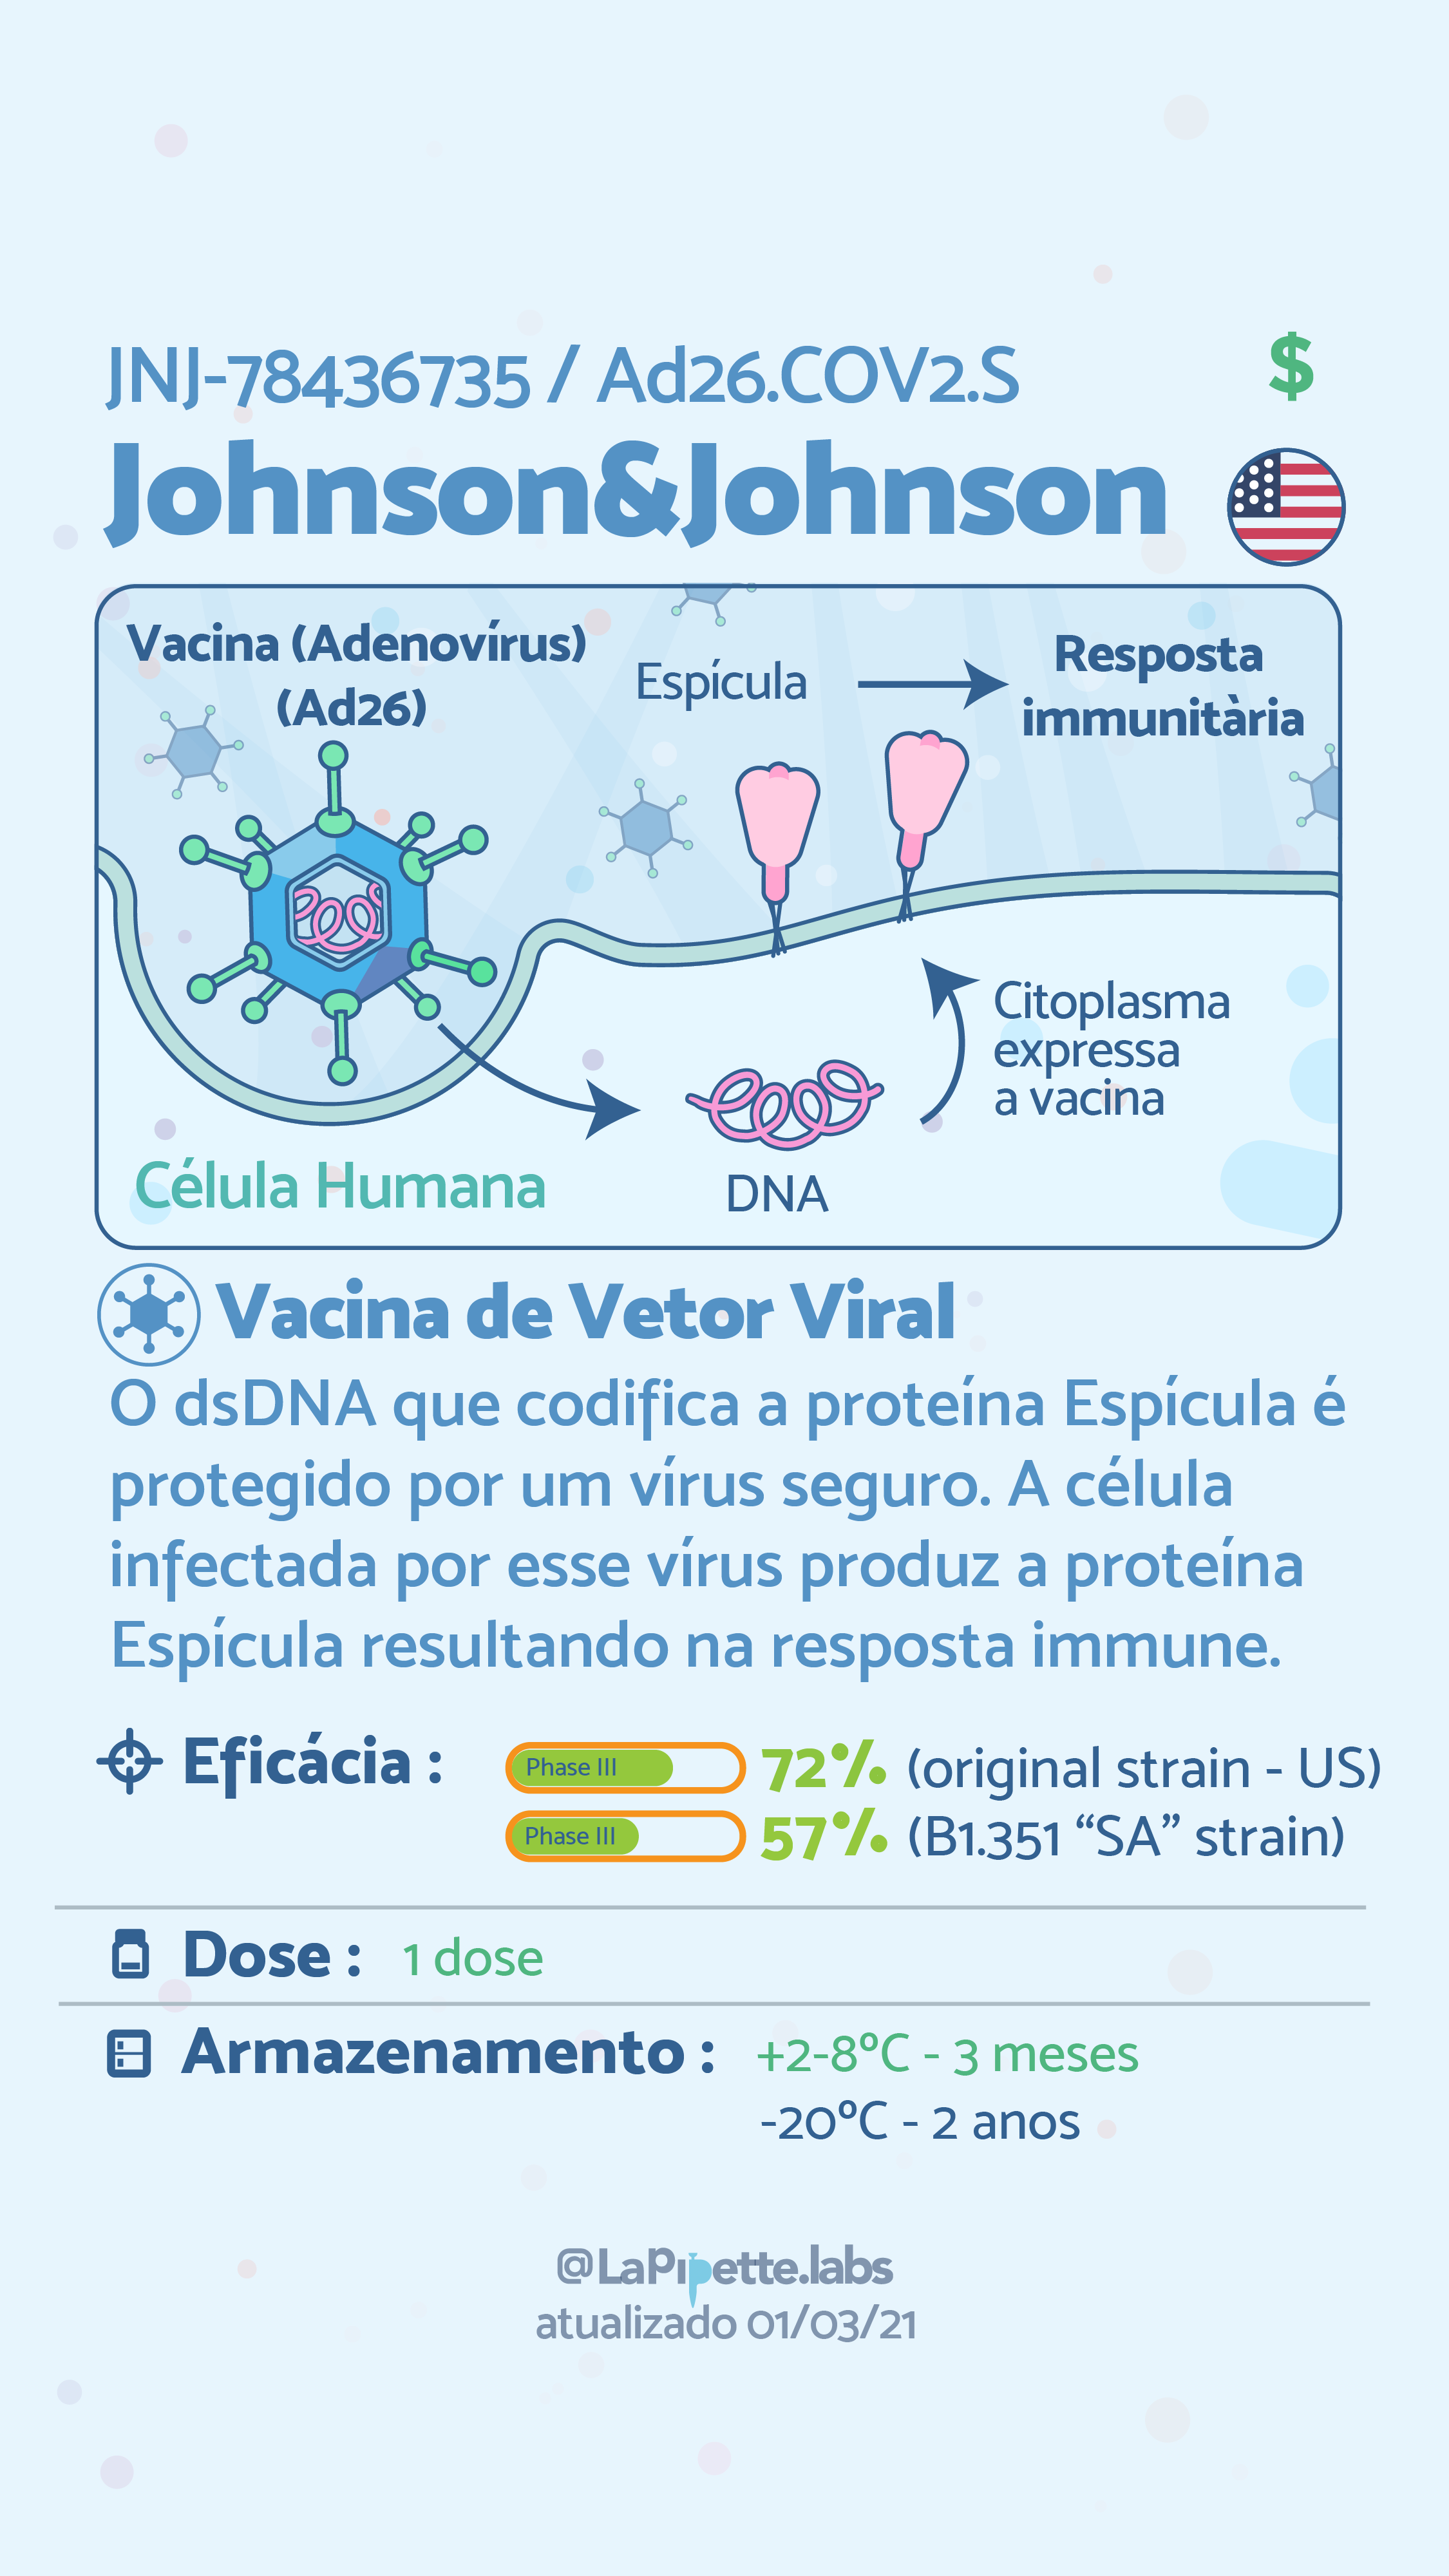 JNJ-78436735 / Ad26.COV2.S
$
Johnson&Johnson
Vacina (Adenovírus)
(Ad26)
Espícula
Resposta
immunitària
Citoplasma
expressa
a vacina
Célula Humana
DNA
Vacina de Vetor Viral
O dsDNA que codifica a proteína Espícula é
protegido por um vírus seguro. A célula
infectada por esse vírus produz a proteína
Espícula resultando na resposta immune.
Eficácia :
Phase III
72% (original strain - US)
Phase III
57% (B1.351 “SA” strain)
Dose : 1 dose
Armazenamento : +2-8ºC - 3 meses
-20ºC - 2 anos
@LaPipette.labs
atualizado 01/03/21